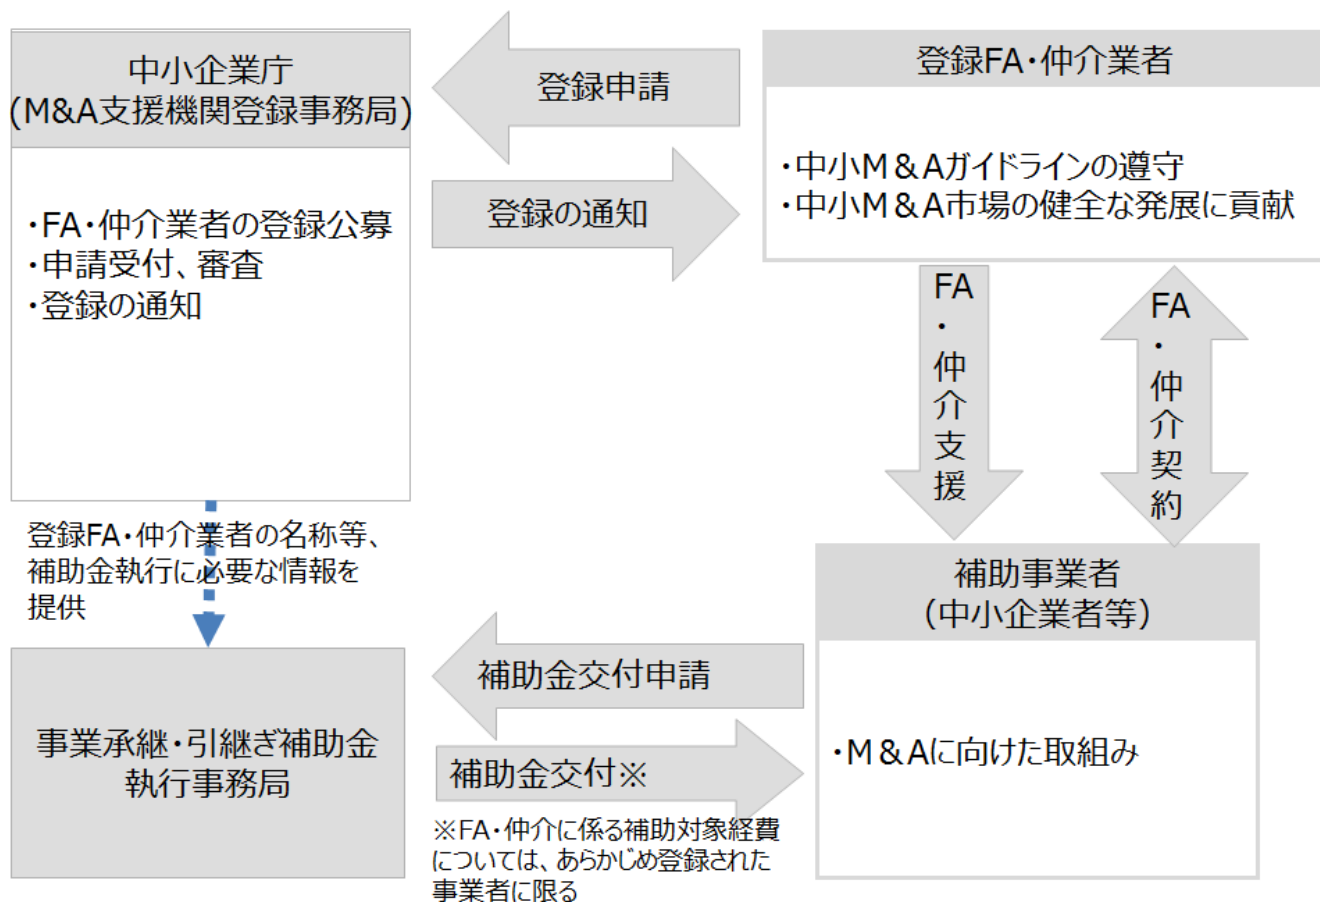 中小企業庁
(M&A支援機関登録事務局)
・FA・仲介業者の登録公募
・申請受付、審査
・登録の通知
登録申請
登録の通知
登録FA・仲介業者
・中小M&Aガイドラインの遵守
・中小M&A市場の健全な発展に貢献
FA・仲介支援
FA・仲介契約
登録FA・仲介業者の名称等、
補助金執行に必要な情報を
提供
事業承継・引継ぎ補助金
執行事務局
補助金交付申請
補助金交付※
※FA・仲介に係る補助対象経費
については、あらかじめ登録された
事業者に限る
補助事業者
(中小企業者等)
・M&Aに向けた取組み